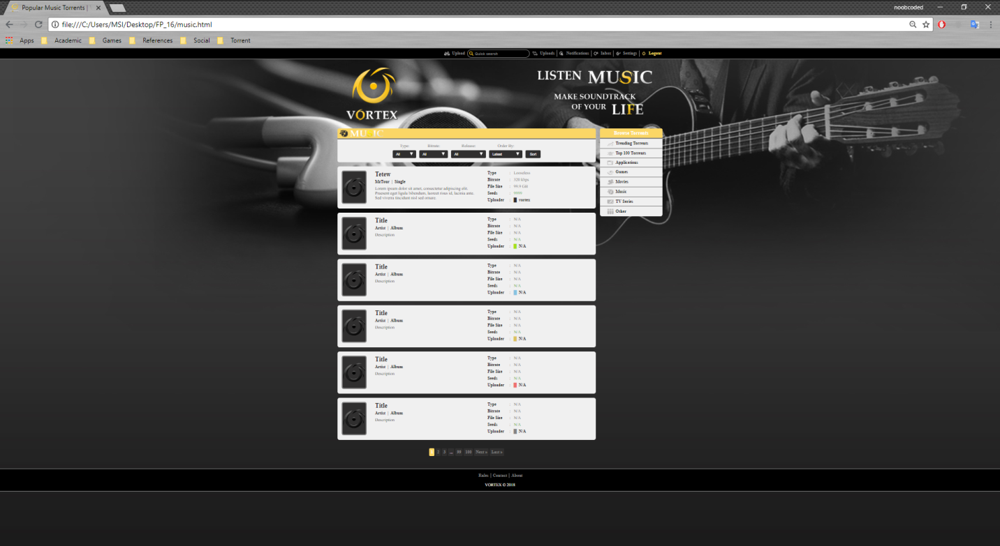 Popular Music Torrents |
noobcoded
file:///C:/Users/MSI/Desktop/FP_16/music.html
Apps Academic Games References Social Torrent
Upload Quick search Uploads | Notifications | Inbox | Settings | Logout
VORTEX
LISTEN MUSIC
MAKE SOUNDTRACK
OF YOUR LIFE
MUSIC
Type: Bitrate: Release: Order By:
All All All Latest Sort
Tetew
MrTour | Single
Lorem ipsum dolor sit amet, consectetur adipiscing elit.
Praesent eget ligula bibendum, laoreet risus id, lacinia ante.
Sed viverra tincidunt nisl sed ornare.
Type : Loooless
Bitrate : 320 kbps
File Size : 99.9 GB
Seeds : 9999
Uploader : vortex
Title
Artist | Album
Description
Type : N/A
Bitrate : N/A
File Size : N/A
Seeds : N/A
Uploader : N/A
Title
Artist | Album
Description
Type : N/A
Bitrate : N/A
File Size : N/A
Seeds : N/A
Uploader : N/A
Title
Artist | Album
Description
Type : N/A
Bitrate : N/A
File Size : N/A
Seeds : N/A
Uploader : N/A
Title
Artist | Album
Description
Type : N/A
Bitrate : N/A
File Size : N/A
Seeds : N/A
Uploader : N/A
Title
Artist | Album
Description
Type : N/A
Bitrate : N/A
File Size : N/A
Seeds : N/A
Uploader : N/A
Browse Torrents
Trending Torrents
Top 100 Torrents
Applications
Games
Movies
Music
TV Series
Other
1 2 3 ... 99 100 Next » Last »
Rules | Contact | About
VORTEX © 2018